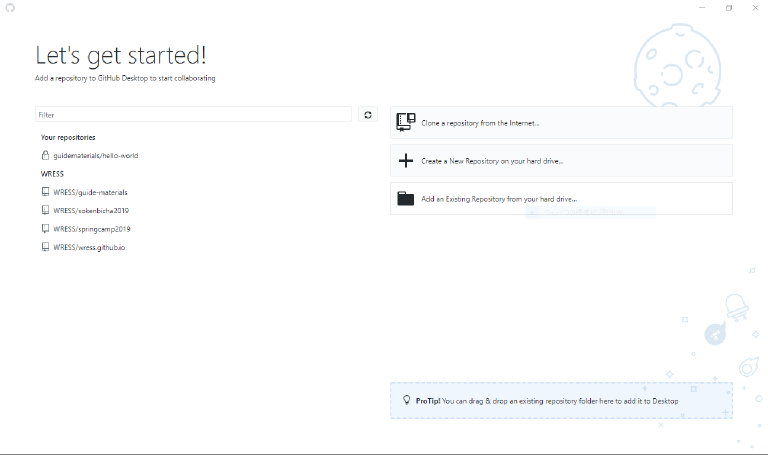 Let's get started!
Add a repository to GitHub Desktop to start collaborating
Filter
Your repositories
guidematerials/hello-world
WRESS
WRESS/guide-materials
WRESS/sokenbicha2019
WRESS/springcamp2019
WRESS/wress.github.io
Clone a repository from the Internet...
Create a New Repository on your hard drive...
Add an Existing Repository from your hard drive...
ProTip! You can drag & drop an existing repository folder here to add it to Desktop